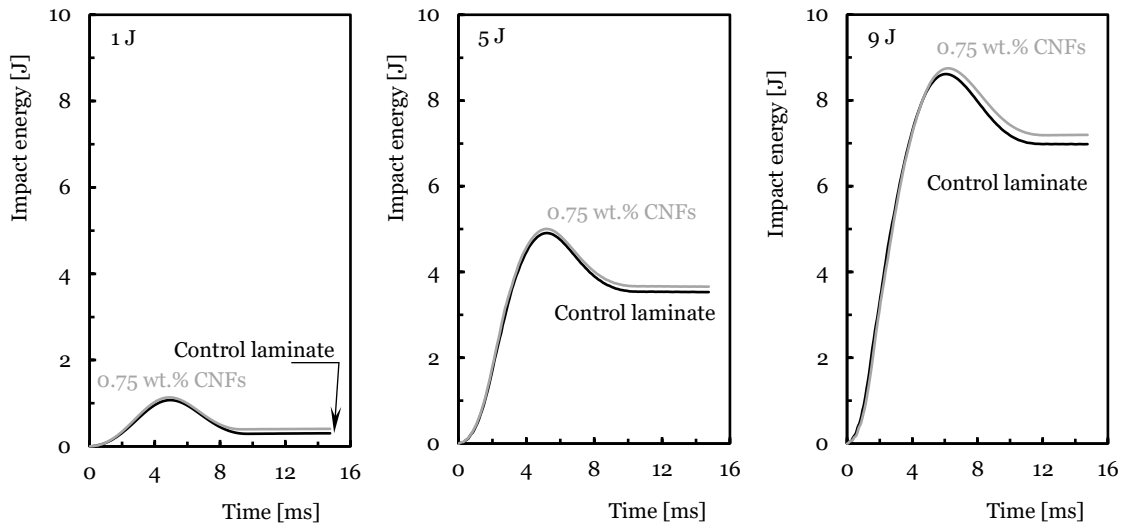 Impact energy [J]
10
8
6
4
2
0
1 J
Control laminate
0.75 wt.% CNFs
0 4 8 12 16
Time [ms]
Impact energy [J]
10
8
6
4
2
0
5 J
0.75 wt.% CNFs
Control laminate
0 4 8 12 16
Time [ms]
Impact energy [J]
10
8
6
4
2
0
9 J
0.75 wt.% CNFs
Control laminate
0 4 8 12 16
Time [ms]